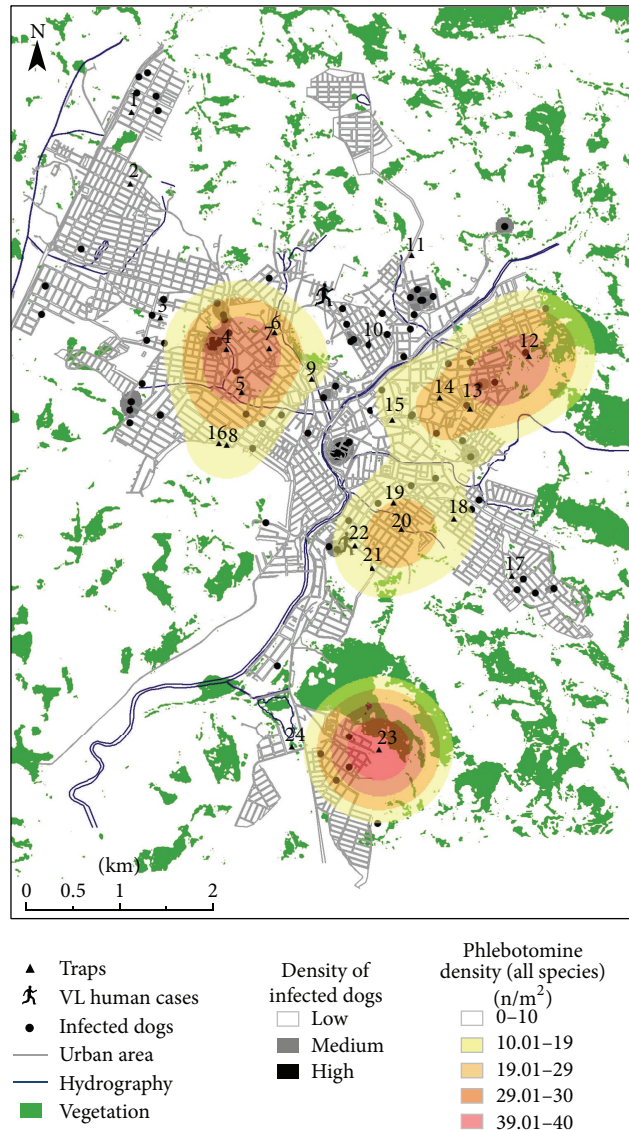 N
1
2
11
3
6
7
4
10
12
9
5
14
13
15
168
19
18
20
22
21
17
23
24
(km)
0 0.5 1 2
Traps
VL human cases
Infected dogs
Urban area
Hydrography
Vegetation
Density of
infected dogs
Low
Medium
High
Phlebotomine
density (all species)
(n/m²)
0–10
10.01–19
19.01–29
29.01–30
39.01–40